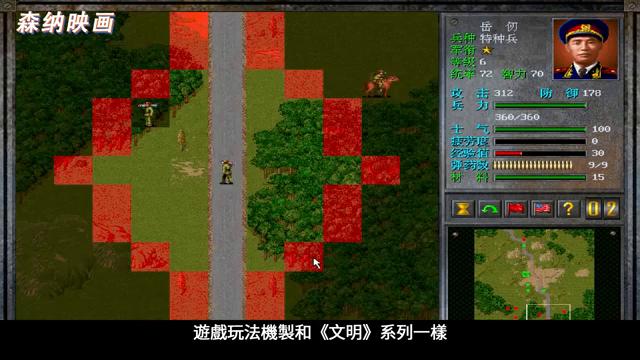 森纳映画
岳 仞
兵种 特种兵
军衔
等级 6
统率 72 智力 70
攻 击 312 防 御 178
兵 力
360/360
士 气 100
疲劳度 0
经验值 30
弹药数 9/9
材 料 15
? 02
遊戲玩法機製和《文明》系列一樣